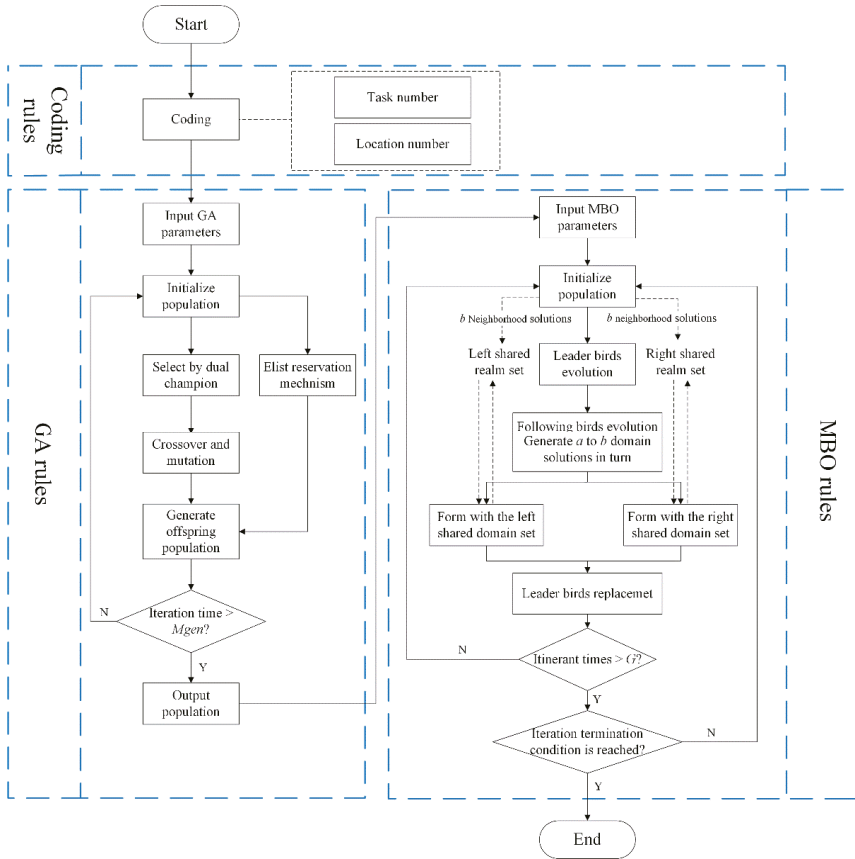 Start
Coding
rules
Coding
Task number
Location number
GA rules
Input GA
parameters
Initialize
population
Select by dual
champion
Elist reservation
mechnism
Crossover and
mutation
Generate
offspring
population
Iteration time >
Mgen?
N
Y
Output
population
MBO rules
Input MBO
parameters
Initialize
population
b Neighborhood solutions
b neighborhood solutions
Left shared
realm set
Leader birds
evolution
Right shared
realm set
Following birds evolution
Generate a to b domain
solutions in turn
Form with the left
shared domain set
Form with the right
shared domain set
Leader birds replacemet
Itinerant times > G?
N
Y
Iteration termination
condition is reached?
N
Y
End